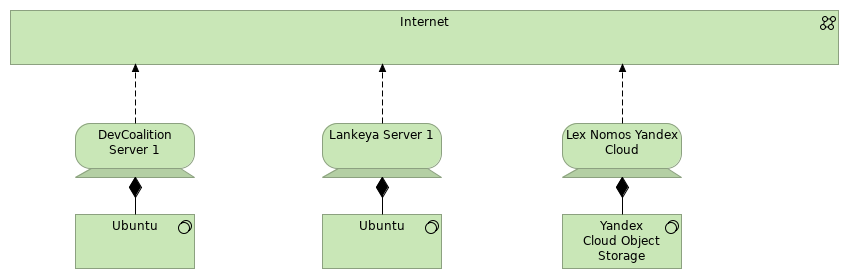 Internet
DevCoalition
Server 1
Lankeya Server 1
Lex Nomos Yandex
Cloud
Ubuntu
Ubuntu
Yandex
Cloud Object
Storage